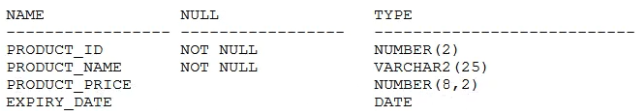 NAME NULL TYPE
----------------- ----------------- ---------------------------
PRODUCT_ID NOT NULL NUMBER(2)
PRODUCT_NAME NOT NULL VARCHAR2(25)
PRODUCT_PRICE NUMBER(8,2)
EXPIRY_DATE DATE